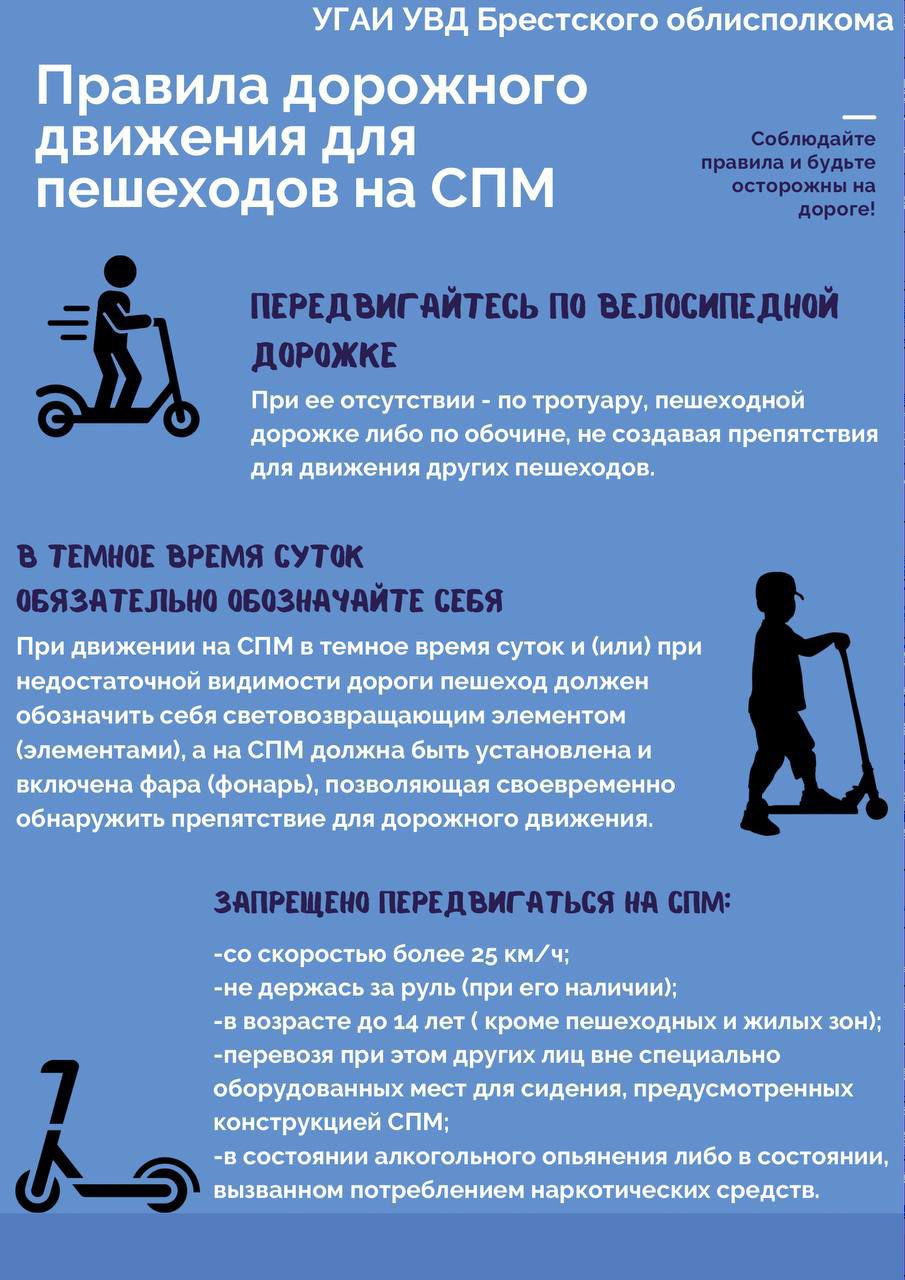 УГАИ УВД Брестского облисполкома
Правила дорожного
движения для
пешеходов на СПМ
Соблюдайте
правила и будьте
осторожны на
дороге!
ПЕРЕДВИГАЙТЕСЬ ПО ВЕЛОСИПЕДНОЙ
ДОРОЖКЕ
При ее отсутствии - по тротуару, пешеходной
дорожке либо по обочине, не создавая препятствия
для движения других пешеходов.
В ТЕМНОЕ ВРЕМЯ СУТОК
ОБЯЗАТЕЛЬНО ОБОЗНАЧАЙТЕ СЕБЯ
При движении на СПМ в темное время суток и (или) при
недостаточной видимости дороги пешеход должен
обозначить себя световозвращающим элементом
(элементами), а на СПМ должна быть установлена и
включена фара (фонарь), позволяющая своевременно
обнаружить препятствие для дорожного движения.
ЗАПРЕЩЕНО ПЕРЕДВИГАТЬСЯ НА СПМ:
-со скоростью более 25 км/ч;
-не держась за руль (при его наличии);
-в возрасте до 14 лет ( кроме пешеходных и жилых зон);
-перевозя при этом других лиц вне специально
оборудованных мест для сидения, предусмотренных
конструкцией СПМ;
-в состоянии алкогольного опьянения либо в состоянии,
вызванном потреблением наркотических средств.